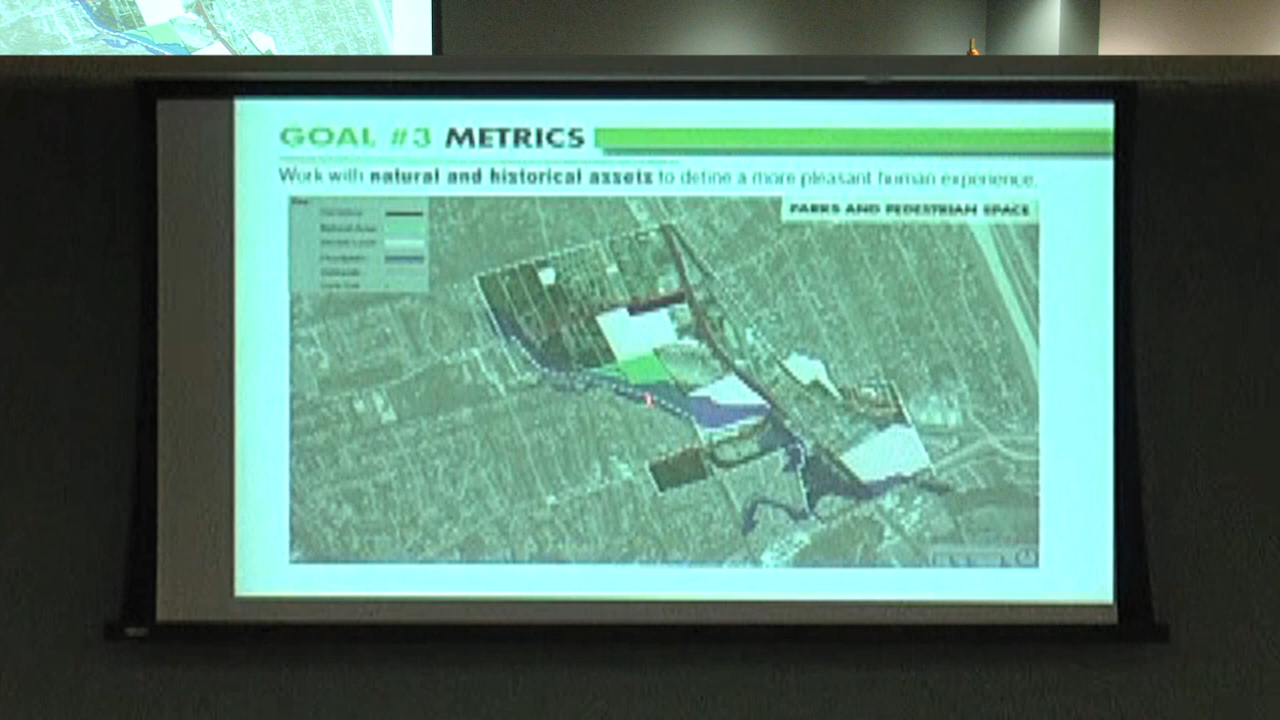 GOAL #3 METRICS
Work with natural and historical assets to define a more pleasant human experience.
PARKS AND PEDESTRIAN SPACE
Floodplain